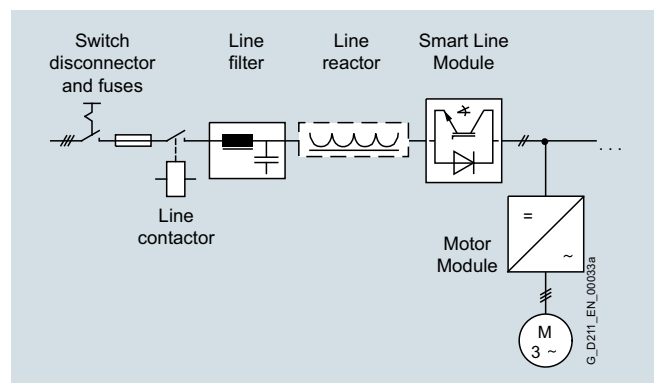 Switch
disconnector
and fuses
Line
filter
Line
reactor
Smart Line
Module
Line
contactor
. . .
Motor
Module
=
~
M
3 ~
G_D211_EN_00033a